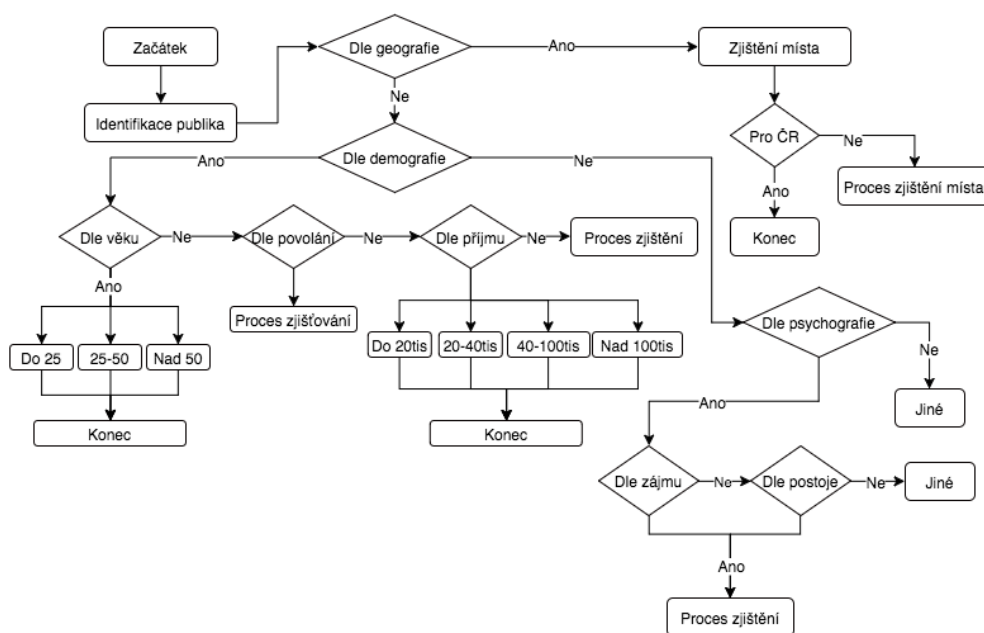 Začátek
Dle geografie
Ano
Zjištění místa
Ne
Identifikace publika
Pro ČR
Ne
Ano
Dle demografie
Ne
Proces zjištění místa
Ano
Konec
Dle věku
Ne
Dle povolání
Ne
Dle příjmu
Ne
Proces zjištění
Ano
Proces zjišťování
Dle psychografie
Do 25
25-50
Nad 50
Do 20tis
20-40tis
40-100tis
Nad 100tis
Ne
Ano
Jiné
Konec
Konec
Dle zájmu
Ne
Dle postoje
Ne
Jiné
Ano
Proces zjištění